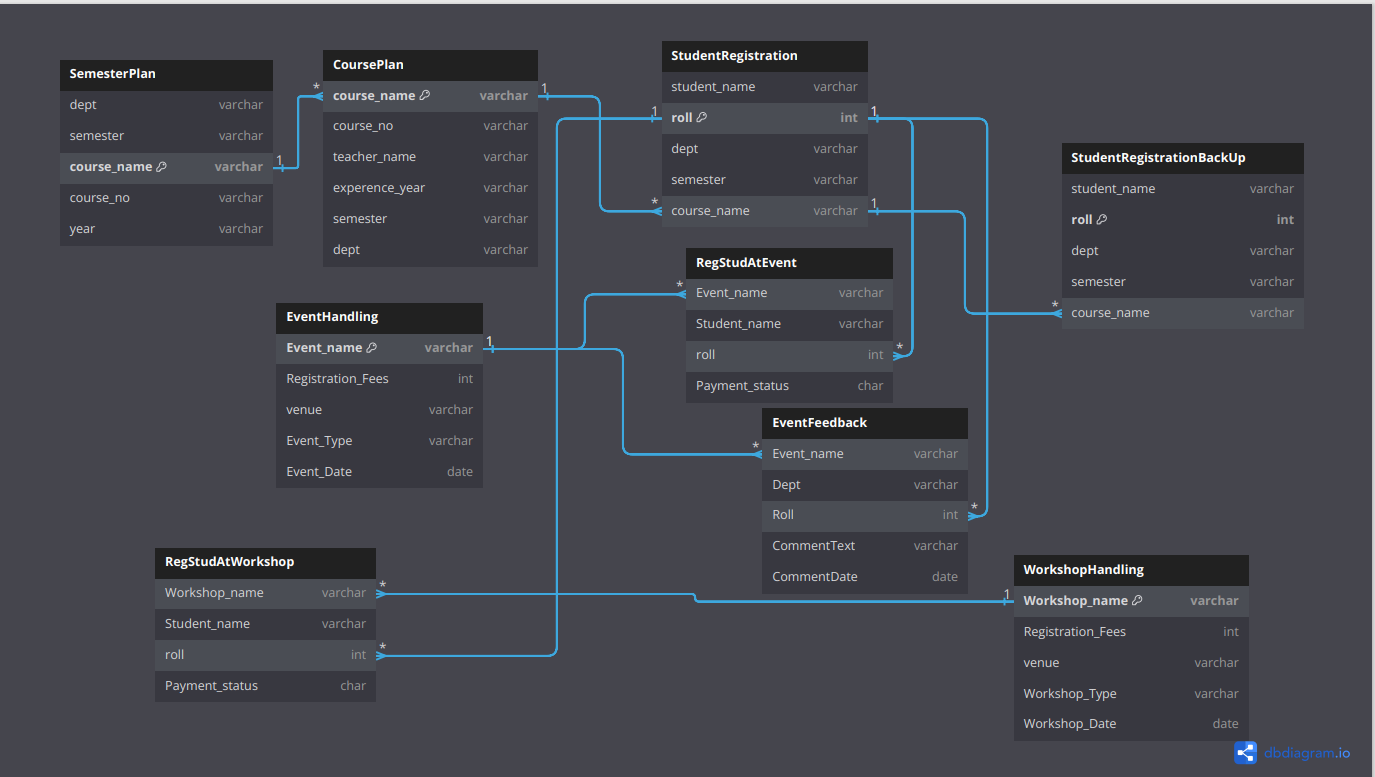 SemesterPlan
dept varchar
semester varchar
course_name varchar
course_no varchar
year varchar
1
*
CoursePlan
course_name varchar
course_no varchar
teacher_name varchar
experence_year varchar
semester varchar
dept varchar
1
*
StudentRegistration
student_name varchar
1
roll int
1
dept varchar
semester varchar
course_name varchar
1
*
StudentRegistrationBackUp
student_name varchar
roll int
dept varchar
semester varchar
course_name varchar
RegStudAtEvent
*
Event_name varchar
Student_name varchar
roll int
*
Payment_status char
EventHandling
Event_name varchar
1
Registration_Fees int
venue varchar
Event_Type varchar
Event_Date date
EventFeedback
*
Event_name varchar
Dept varchar
Roll int
*
CommentText varchar
CommentDate date
RegStudAtWorkshop
Workshop_name varchar
*
Student_name varchar
roll int
*
Payment_status char
WorkshopHandling
1
Workshop_name varchar
Registration_Fees int
venue varchar
Workshop_Type varchar
Workshop_Date date
dbdiagram.io